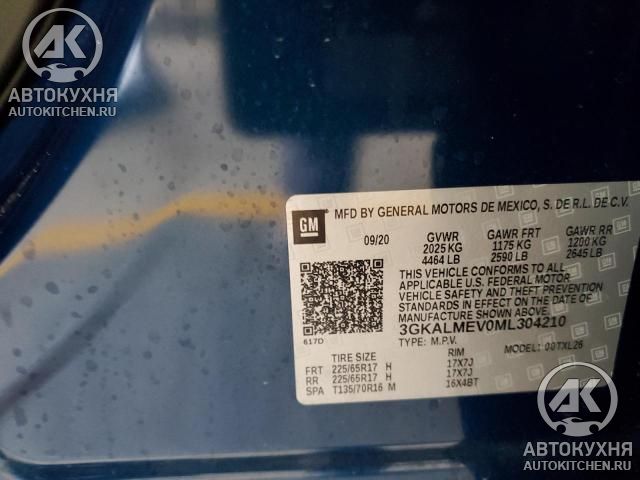 АК
АВТОКУХНЯ
AUTOKITCHEN.RU
GM
MFD BY GENERAL MOTORS DE MEXICO, S. DE R.L. DE C.V.
09/20
GVWR GAWR FRT GAWR RR
2025 KG 1175 KG 1200 KG
4464 LB 2590 LB 2645 LB
THIS VEHICLE CONFORMS TO ALL
APPLICABLE U.S. FEDERAL MOTOR
VEHICLE SAFETY AND THEFT PREVENTION
STANDARDS IN EFFECT ON THE DATE OF
MANUFACTURE SHOWN ABOVE.
3GKALMEV0ML304210
617D
TYPE: M.P.V. MODEL: 00TXL26
TIRE SIZE RIM
FRT 225/65R17 H 17X7J
RR 225/65R17 H 17X7J
SPA T135/70R16 M 16X4BT
АК
АВТОКУХНЯ
AUTOKITCHEN.RU